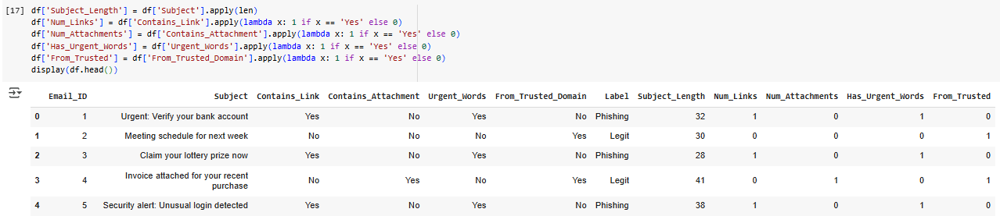 [17] df['Subject_Length'] = df['Subject'].apply(len)
df['Num_Links'] = df['Contains_Link'].apply(lambda x: 1 if x == 'Yes' else 0)
df['Num_Attachments'] = df['Contains_Attachment'].apply(lambda x: 1 if x == 'Yes' else 0)
df['Has_Urgent_Words'] = df['Urgent_Words'].apply(lambda x: 1 if x == 'Yes' else 0)
df['From_Trusted'] = df['From_Trusted_Domain'].apply(lambda x: 1 if x == 'Yes' else 0)
display(df.head())
Email_ID Subject Contains_Link Contains_Attachment Urgent_Words From_Trusted_Domain Label Subject_Length Num_Links Num_Attachments Has_Urgent_Words From_Trusted
0 1 Urgent: Verify your bank account Yes No Yes No Phishing 32 1 0 1 0
1 2 Meeting schedule for next week No No No Yes Legit 30 0 0 0 1
2 3 Claim your lottery prize now Yes No Yes No Phishing 28 1 0 1 0
3 4 Invoice attached for your recent
purchase No Yes No Yes Legit 41 0 1 0 1
4 5 Security alert: Unusual login detected Yes No Yes No Phishing 38 1 0 1 0